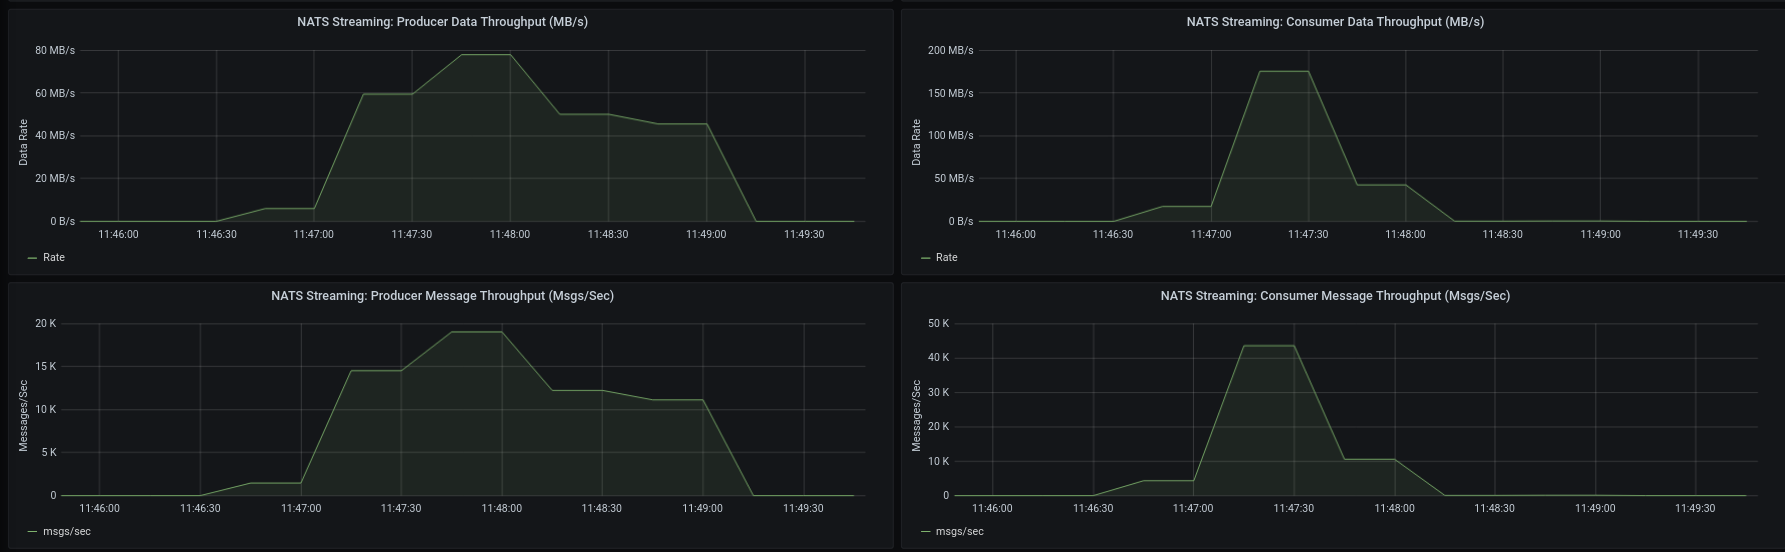 NATS Streaming: Producer Data Throughput (MB/s)
80 MB/s
60 MB/s
40 MB/s
20 MB/s
0 B/s
Data Rate
11:46:00 11:46:30 11:47:00 11:47:30 11:48:00 11:48:30 11:49:00 11:49:30
Rate
NATS Streaming: Consumer Data Throughput (MB/s)
200 MB/s
150 MB/s
100 MB/s
50 MB/s
0 B/s
Data Rate
11:46:00 11:46:30 11:47:00 11:47:30 11:48:00 11:48:30 11:49:00 11:49:30
Rate
NATS Streaming: Producer Message Throughput (Msgs/Sec)
20 K
15 K
10 K
5 K
0
Messages/Sec
11:46:00 11:46:30 11:47:00 11:47:30 11:48:00 11:48:30 11:49:00 11:49:30
msgs/sec
NATS Streaming: Consumer Message Throughput (Msgs/Sec)
50 K
40 K
30 K
20 K
10 K
0
Messages/Sec
11:46:00 11:46:30 11:47:00 11:47:30 11:48:00 11:48:30 11:49:00 11:49:30
msgs/sec